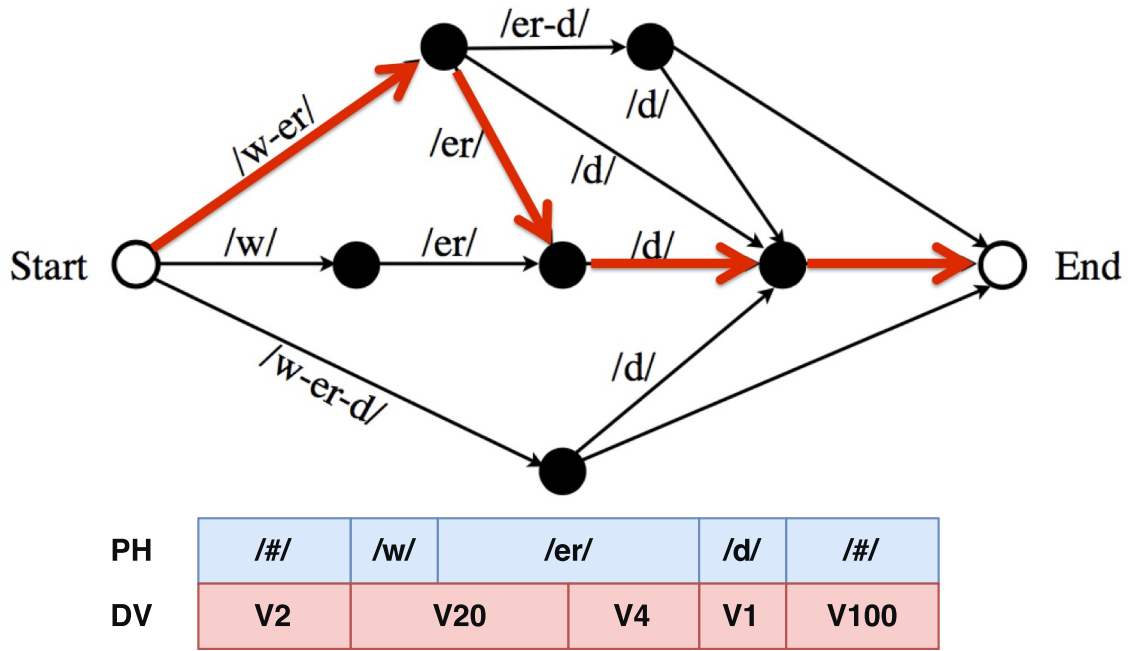 /er-d/
/w-er/
/er/
/d/
/d/
Start
/w/
/er/
/d/
End
/w-er-d/
/d/
PH /#/ /w/ /er/ /d/ /#/
DV V2 V20 V4 V1 V100